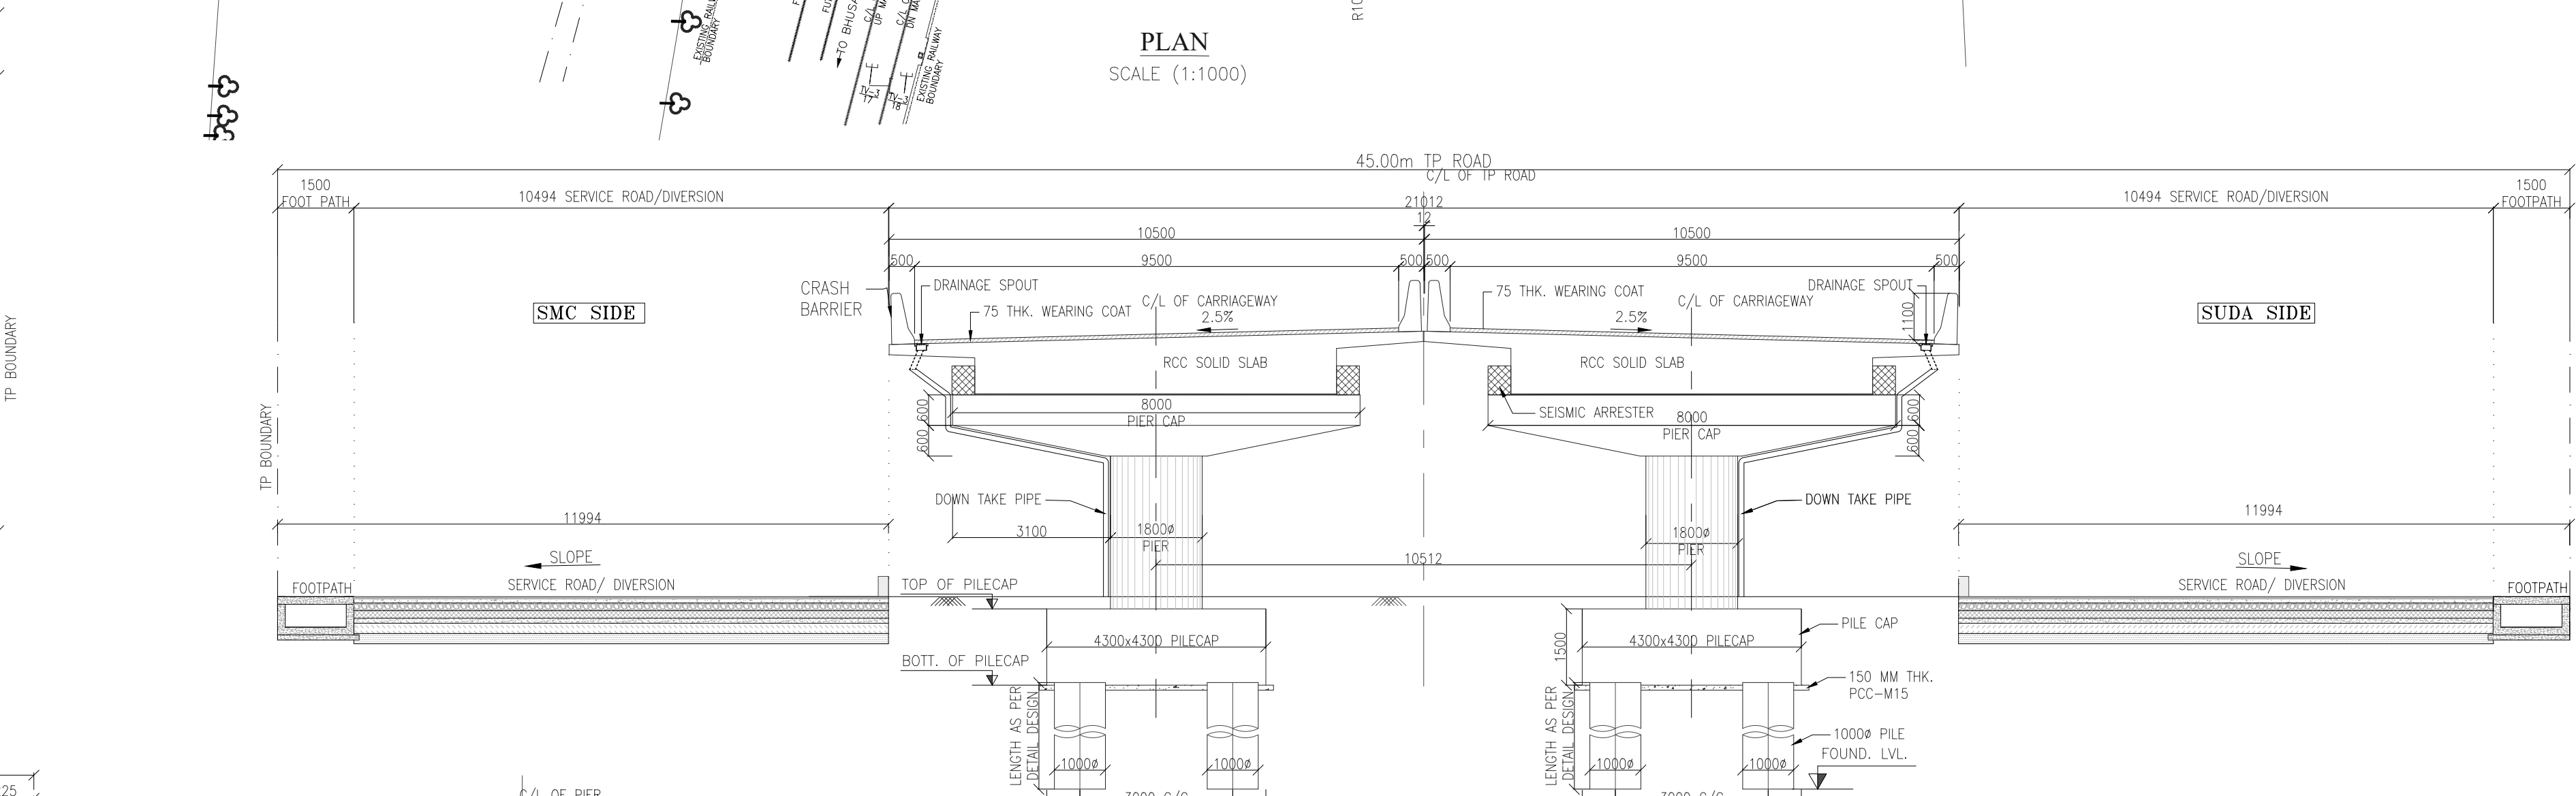 EXISTING RAILWAY
BOUNDARY
TO BHUSA
C/L
UP MA
C/L
DN MA
EXISTING RAILWAY
BOUNDARY
PLAN
SCALE (1:1000)
45.00m TP ROAD
C/L OF TP ROAD
1500
FOOT PATH
10494 SERVICE ROAD/DIVERSION
21012
12
10494 SERVICE ROAD/DIVERSION
1500
FOOTPATH
10500
10500
500
9500
500
500
9500
500
CRASH
BARRIER
DRAINAGE SPOUT
75 THK. WEARING COAT
C/L OF CARRIAGEWAY
2.5%
75 THK. WEARING COAT
C/L OF CARRIAGEWAY
2.5%
DRAINAGE SPOUT
1100
SMC SIDE
SUDA SIDE
TP BOUNDARY
TP BOUNDARY
RCC SOLID SLAB
RCC SOLID SLAB
SEISMIC ARRESTER
600
600
8000
PIER CAP
8000
PIER CAP
600
600
DOWN TAKE PIPE
DOWN TAKE PIPE
11994
11994
3100
1800ø
PIER
1800ø
PIER
10512
SLOPE
SLOPE
FOOTPATH
SERVICE ROAD/ DIVERSION
TOP OF PILECAP
SERVICE ROAD/ DIVERSION
FOOTPATH
4300x4300 PILECAP
1500
4300x4300 PILECAP
PILE CAP
BOTT. OF PILECAP
150 MM THK.
PCC-M15
LENGTH AS PER
DETAIL DESIGN
LENGTH AS PER
DETAIL DESIGN
1000ø PILE
FOUND. LVL.
1000ø
1000ø
1000ø
1000ø
25
C/L OF PIER
3000 C/C
3000 C/C